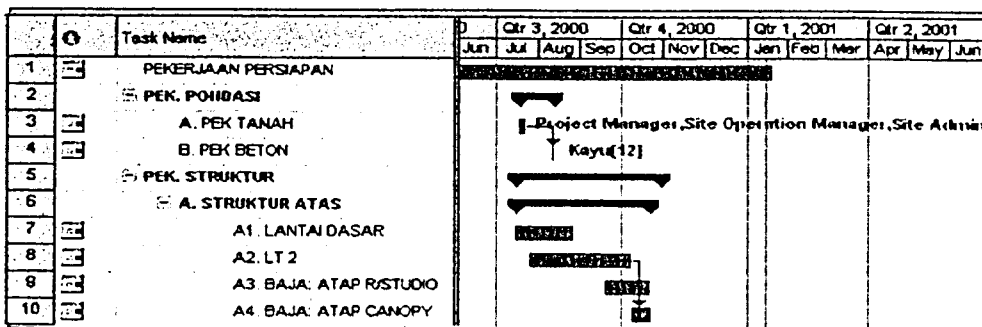 Task Name
Qtr 3, 2000 Qtr 4, 2000 Qtr 1, 2001 Qtr 2, 2001
Jun Jul Aug Sep Oct Nov Dec Jan Feb Mar Apr May Jun
1 PEKERJAAN PERSIAPAN
2 PEK. PONDASI
3 A. PEK TANAH Project Manager,Site Operation Manager,Site Admin
4 B. PEK BETON Kayu[12]
5 PEK. STRUKTUR
6 A. STRUKTUR ATAS
7 A1. LANTAI DASAR
8 A2. LT 2
9 A3. BAJA: ATAP R/STUDIO
10 A4. BAJA: ATAP CANOPY